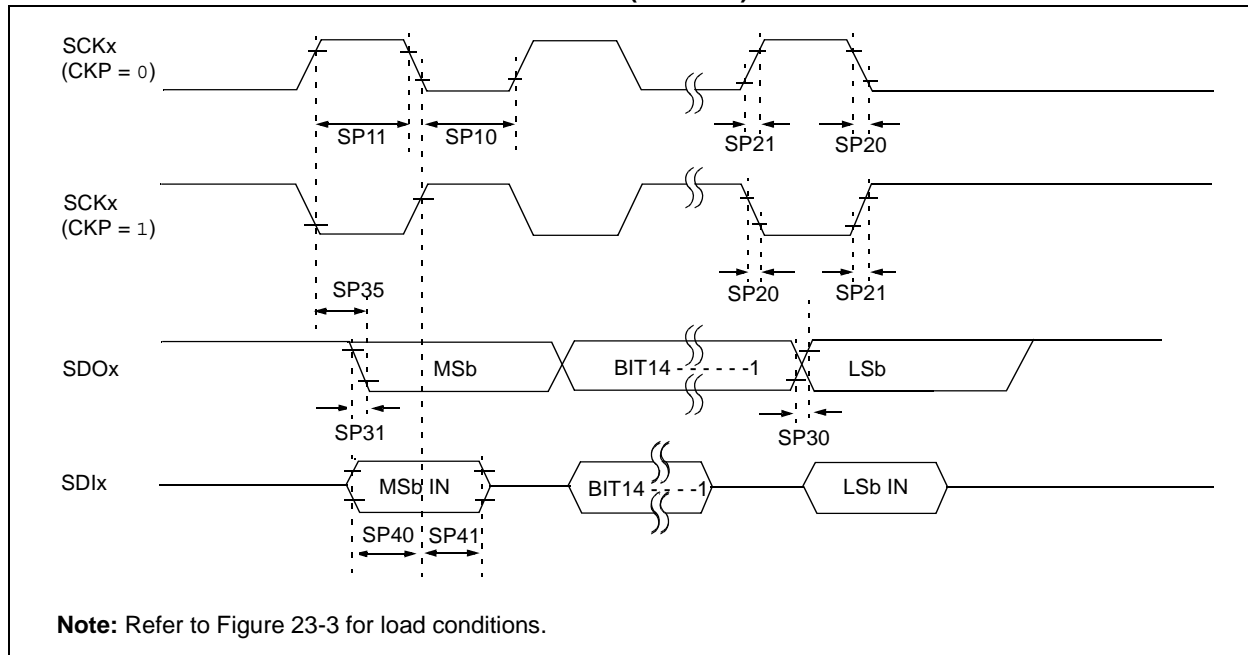 SCKx
(CKP = 0)
SP11
SP10
SP21
SP20
SCKx
(CKP = 1)
SP35
SP20
SP21
SDOx
MSb
BIT14 - - - - - -1
LSb
SP31
SP30
SDIx
MSb IN
BIT14 - - - -1
LSb IN
SP40
SP41
Note: Refer to Figure 23-3 for load conditions.